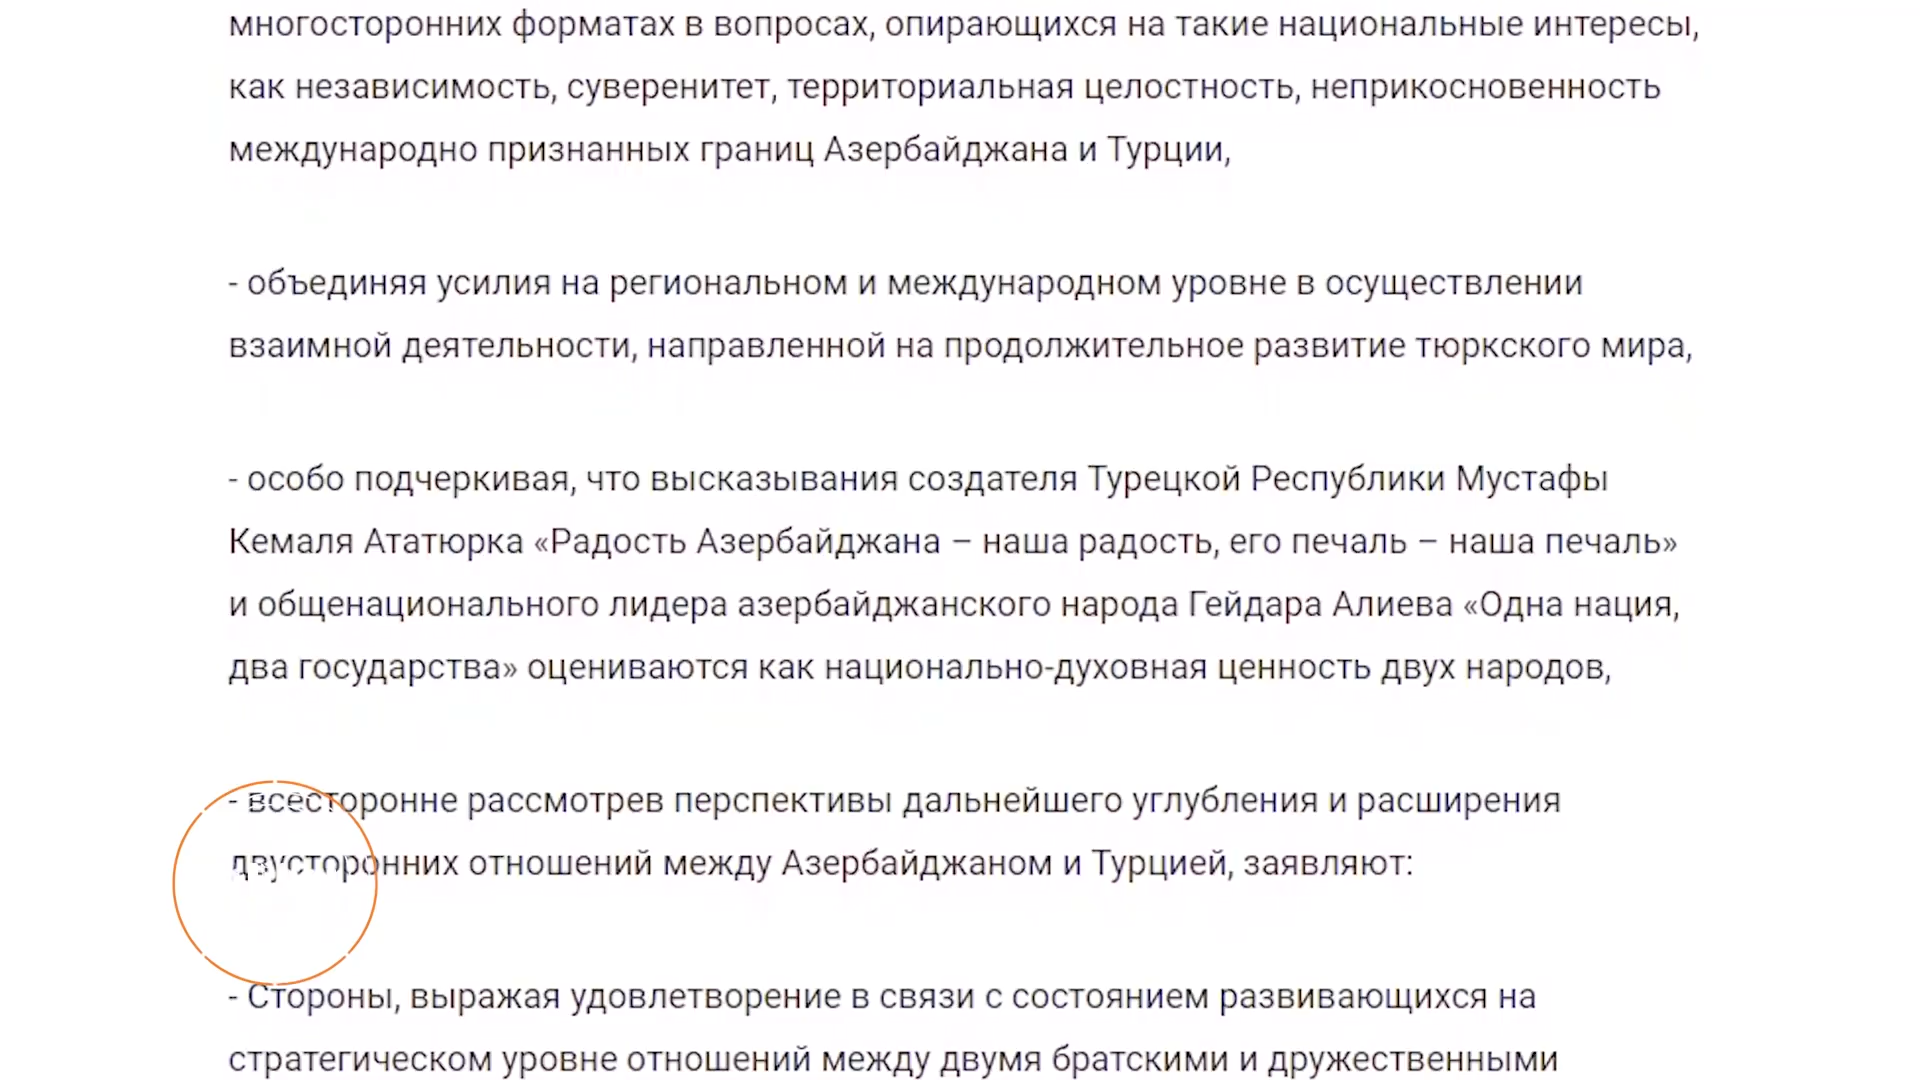 многосторонних форматах в вопросах, опирающихся на такие национальные интересы,
как независимость, суверенитет, территориальная целостность, неприкосновенность
международно признанных границ Азербайджана и Турции,
- объединяя усилия на региональном и международном уровне в осуществлении
взаимной деятельности, направленной на продолжительное развитие тюркского мира,
- особо подчеркивая, что высказывания создателя Турецкой Республики Мустафы
Кемаля Ататюрка «Радость Азербайджана – наша радость, его печаль – наша печаль»
и общенационального лидера азербайджанского народа Гейдара Алиева «Одна нация,
два государства» оцениваются как национально-духовная ценность двух народов,
- всесторонне рассмотрев перспективы дальнейшего углубления и расширения
двусторонних отношений между Азербайджаном и Турцией, заявляют:
- Стороны, выражая удовлетворение в связи с состоянием развивающихся на
стратегическом уровне отношений между двумя братскими и дружественными